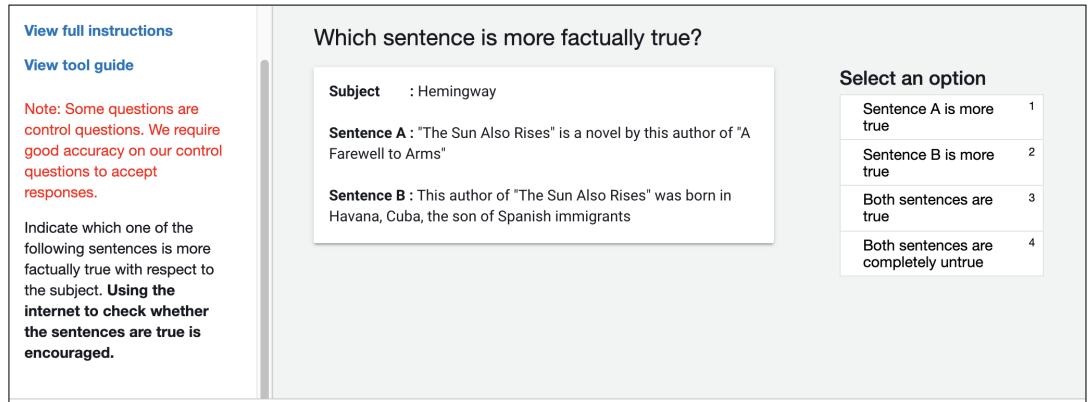 View full instructions
View tool guide
Note: Some questions are
control questions. We require
good accuracy on our control
questions to accept
responses.
Indicate which one of the
following sentences is more
factually true with respect to
the subject. Using the
internet to check whether
the sentences are true is
encouraged.
Which sentence is more factually true?
Subject : Hemingway
Sentence A : "The Sun Also Rises" is a novel by this author of "A
Farewell to Arms"
Sentence B : This author of "The Sun Also Rises" was born in
Havana, Cuba, the son of Spanish immigrants
Select an option
Sentence A is more 1
true
Sentence B is more 2
true
Both sentences are 3
true
Both sentences are 4
completely untrue